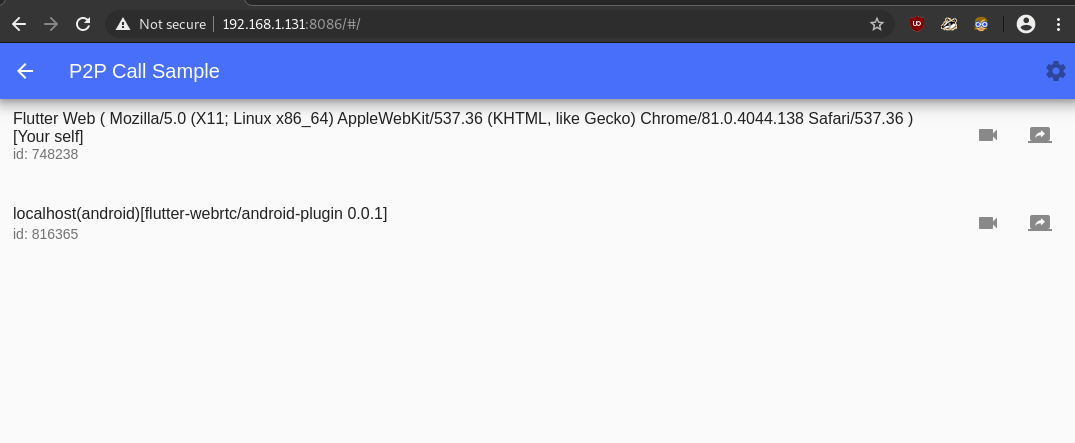 Not secure | 192.168.1.131:8086/#/
P2P Call Sample
Flutter Web ( Mozilla/5.0 (X11; Linux x86_64) AppleWebKit/537.36 (KHTML, like Gecko) Chrome/81.0.4044.138 Safari/537.36 )
[Your self]
id: 748238
localhost(android)[flutter-webrtc/android-plugin 0.0.1]
id: 816365